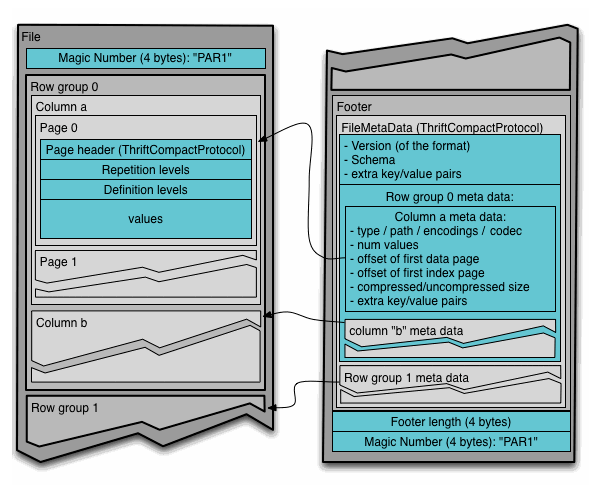 File
Magic Number (4 bytes): "PAR1"
Row group 0
Column a
Page 0
Page header (ThriftCompactProtocol)
Repetition levels
Definition levels
values
Page 1
Column b
Row group 1
Footer
FileMetaData (ThriftCompactProtocol)
- Version (of the format)
- Schema
- extra key/value pairs
Row group 0 meta data:
Column a meta data:
- type / path / encodings / codec
- num values
- offset of first data page
- offset of first index page
- compressed/uncompressed size
- extra key/value pairs
column "b" meta data
Row group 1 meta data
Footer length (4 bytes)
Magic Number (4 bytes): "PAR1"